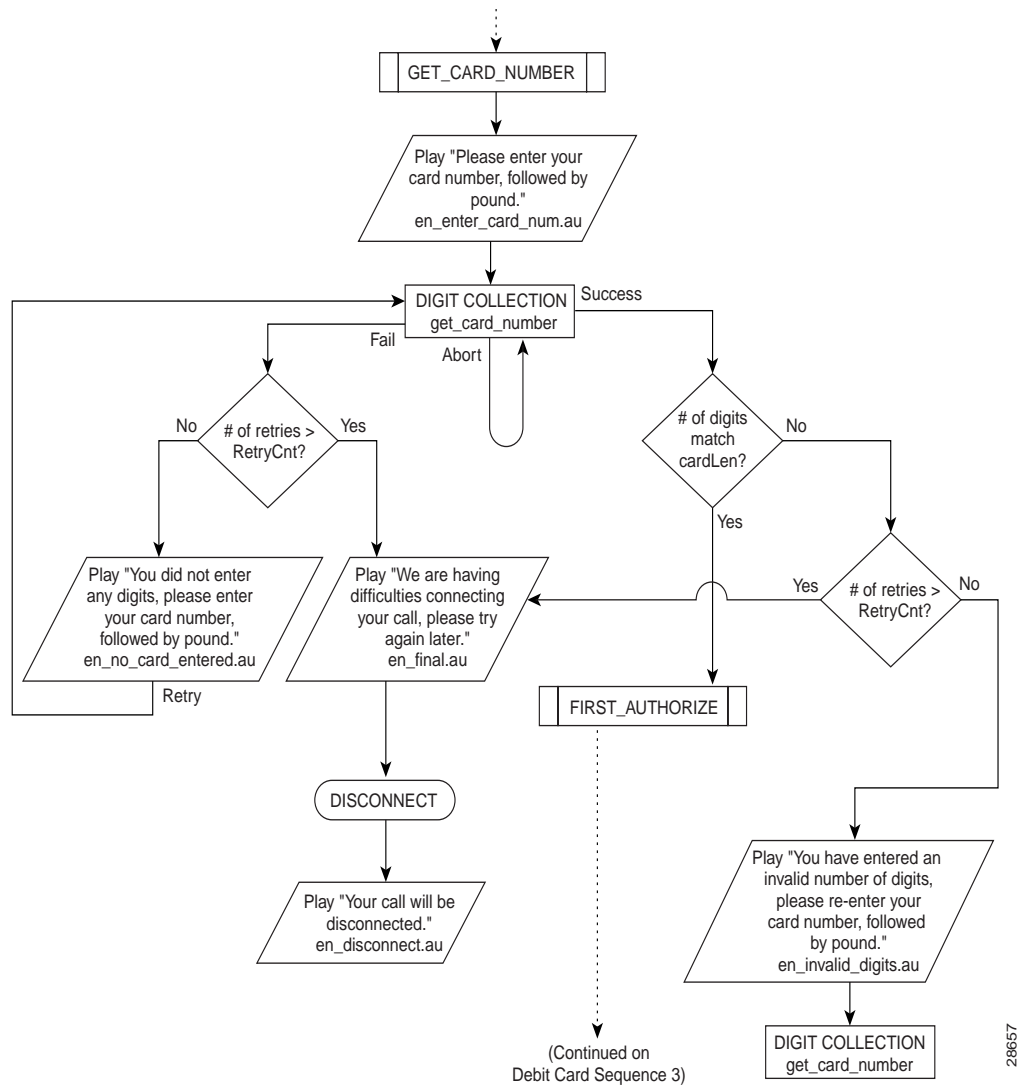 GET_CARD_NUMBER
Play "Please enter your
card number, followed by
pound."
en_enter_card_num.au
DIGIT COLLECTION
get_card_number
Success
Fail
Abort
# of retries >
RetryCnt?
No
Yes
# of digits
match
cardLen?
No
Yes
Play "You did not enter
any digits, please enter
your card number,
followed by pound."
en_no_card_entered.au
Retry
Play "We are having
difficulties connecting
your call, please try
again later."
en_final.au
# of retries >
RetryCnt?
Yes
No
FIRST_AUTHORIZE
DISCONNECT
Play "Your call will be
disconnected."
en_disconnect.au
Play "You have entered an
invalid number of digits,
please re-enter your
card number, followed
by pound."
en_invalid_digits.au
DIGIT COLLECTION
get_card_number
(Continued on
Debit Card Sequence 3)
28657